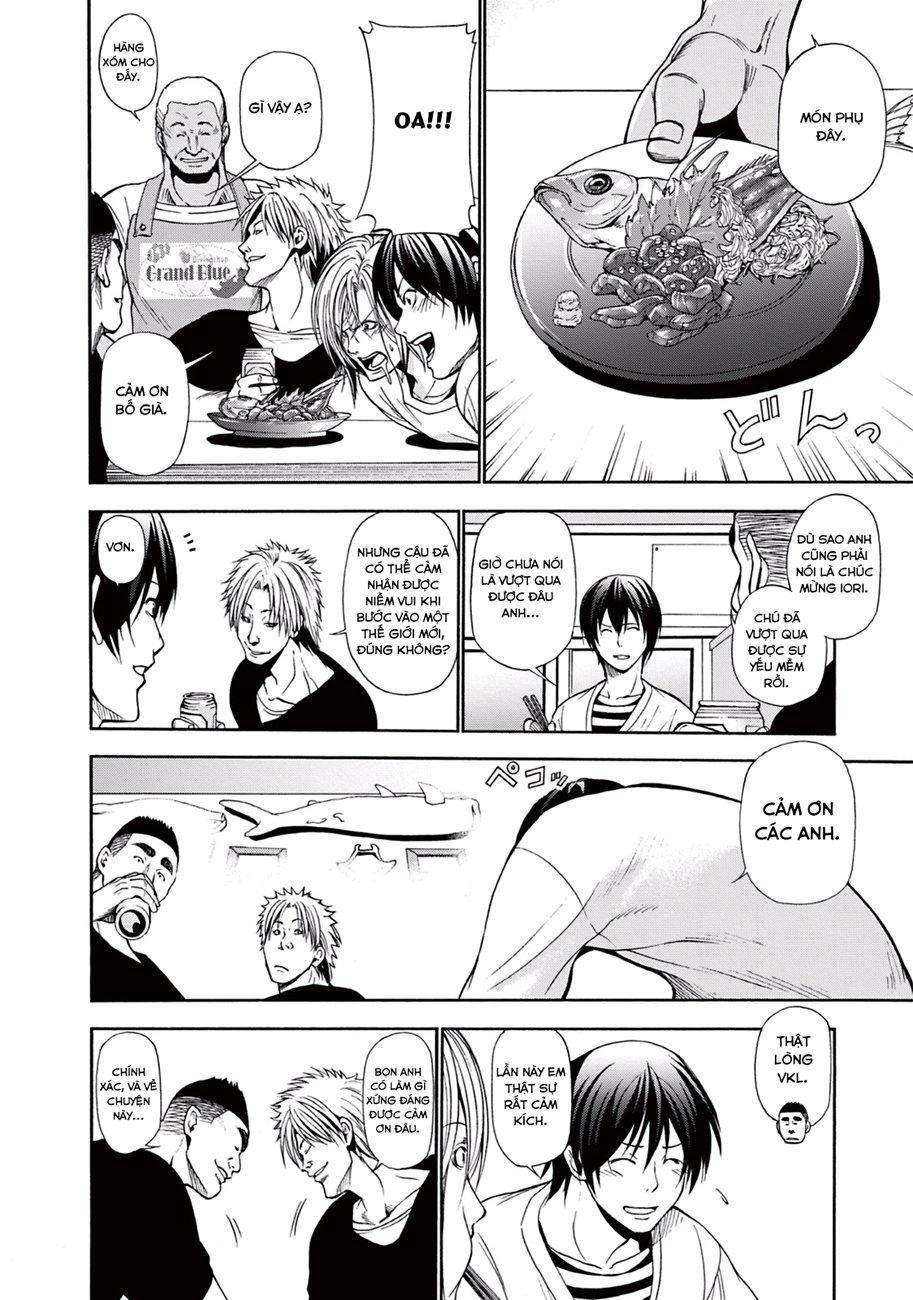 MÓN PHỤ
ĐÂY.
どんっ
OA!!!
GÌ VẬY Ạ?
HÀNG
XÓM CHO
ĐẤY.
Divingshop
Grand Blue
CẢM ƠN
BỐ GIÀ.
DÙ SAO ANH
CŨNG PHẢI
NÓI LÀ CHÚC
MỪNG IORI.
CHÚ ĐÃ
VƯỢT QUA
ĐƯỢC SỰ
YẾU MỀM
RỒI.
GIỜ CHƯA NÓI
LÀ VƯỢT QUA
ĐƯỢC ĐÂU
ANH...
NHƯNG CẬU ĐÃ
CÓ THỂ CẢM
NHẬN ĐƯỢC
NIỀM VUI KHI
BƯỚC VÀO MỘT
THẾ GIỚI MỚI,
ĐÚNG KHÔNG?
VƠN.
CẢM ƠN
CÁC ANH.
ペコッ
THẬT
LÒNG
VKL.
LẦN NÀY EM
THẬT SỰ
RẤT CẢM
KÍCH.
BỌN ANH
CÓ LÀM GÌ
XỨNG ĐÁNG
ĐƯỢC CẢM
ƠN ĐÂU.
CHÍNH
XÁC, VÀ VỀ
CHUYỆN
NÀY...